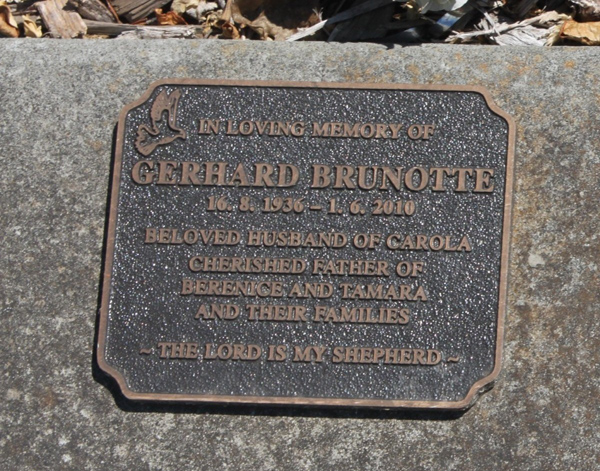 IN LOVING MEMORY OF
GERHARD BRUNOTTE
16. 8. 1936 – 1. 6. 2010
BELOVED HUSBAND OF CAROLA
CHERISHED FATHER OF
BERENICE AND TAMARA
AND THEIR FAMILIES
~ THE LORD IS MY SHEPHERD ~